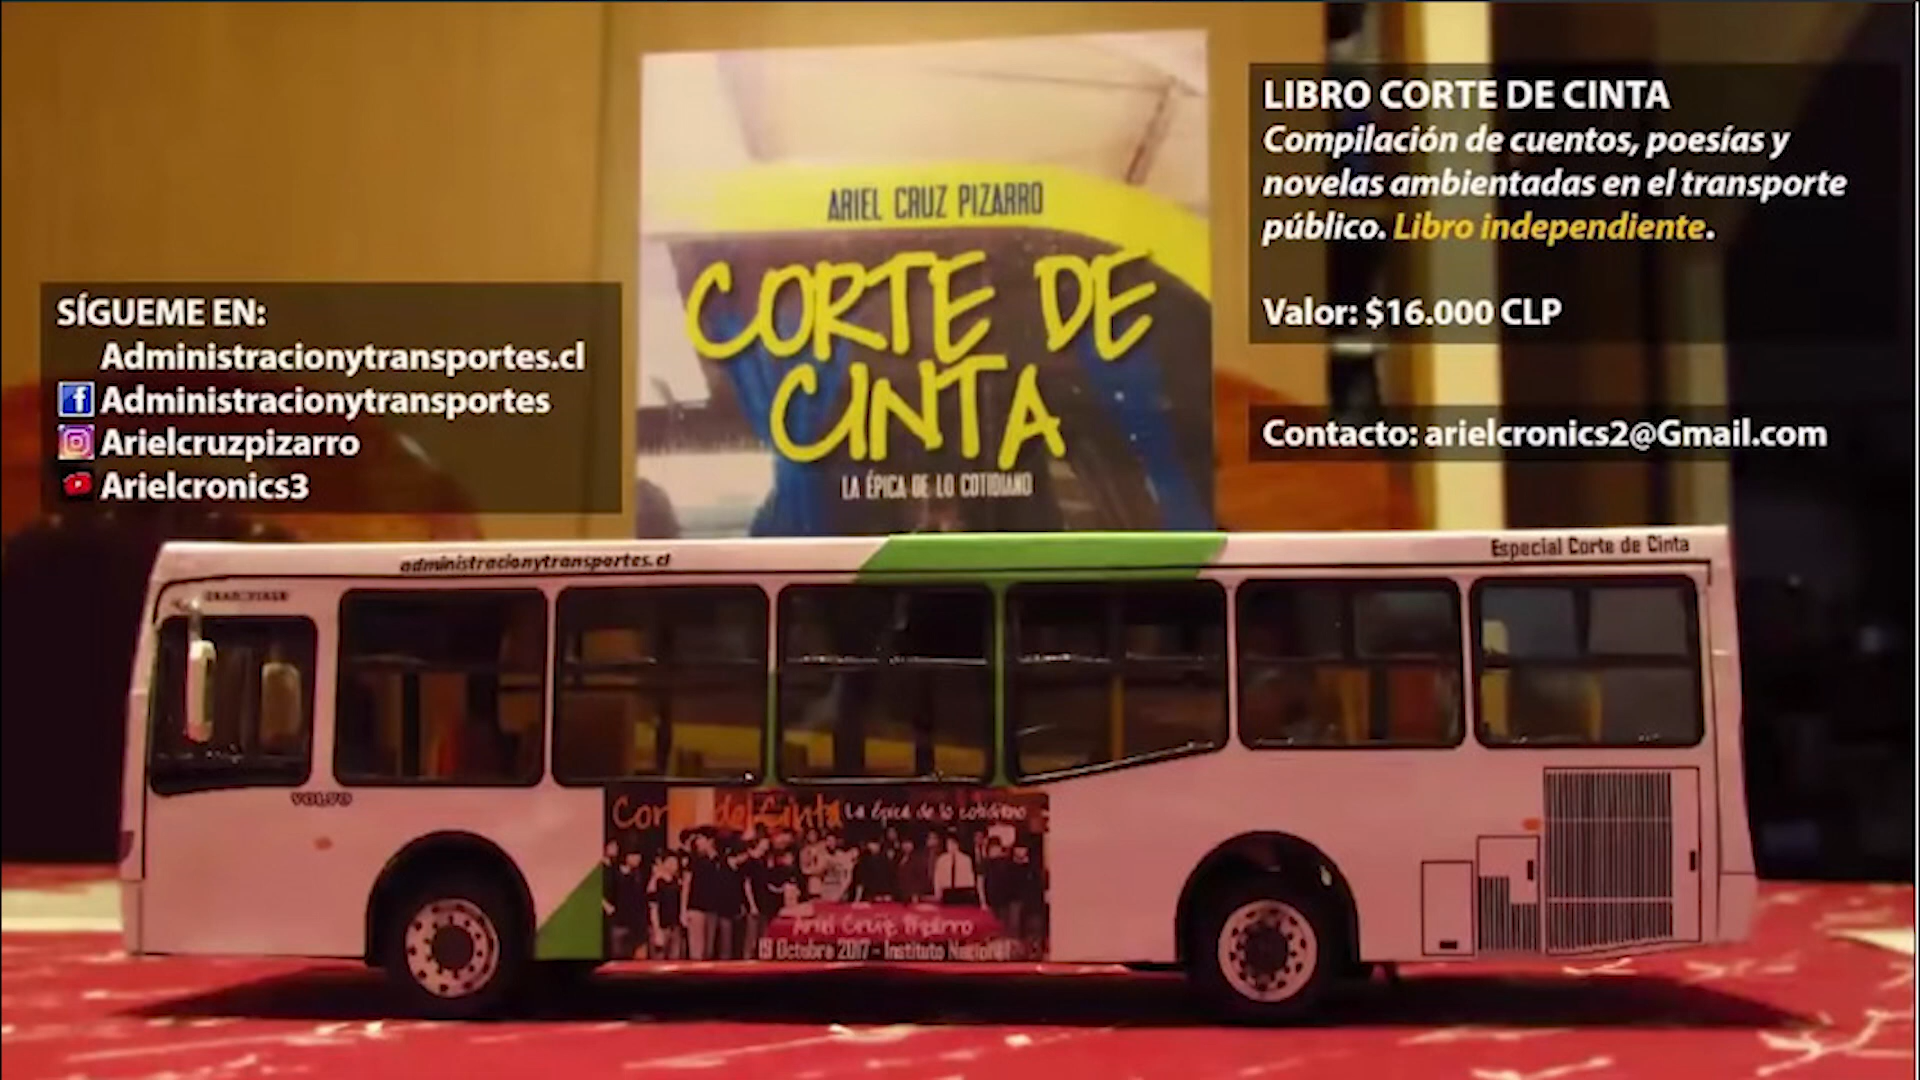 LIBRO CORTE DE CINTA
Compilación de cuentos, poesías y
novelas ambientadas en el transporte
público. Libro independiente.
Valor: $16.000 CLP
Contacto: arielcronics2@Gmail.com
SÍGUEME EN:
Administracionytransportes.cl
Administracionytransportes
Arielcruzpizarro
Arielcronics3
ARIEL CRUZ PIZARRO
CORTE DE
CINTA
LA ÉPICA DE LO COTIDIANO
administracionytransportes.cl
Especial Corte de Cinta
VOLVO
La épica de lo cotidiano
Ariel Cruz Pizarro
19 Octubre 2017 - Instituto Nacional